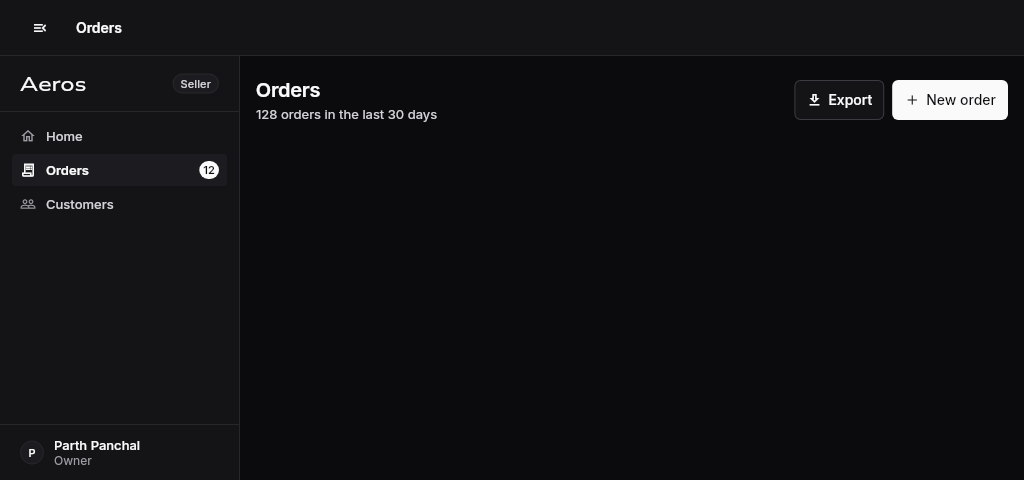 Orders
Aeros
Seller
Home
Orders 12
Customers
Parth Panchal
P
Owner
Orders
128 orders in the last 30 days
Export
New order